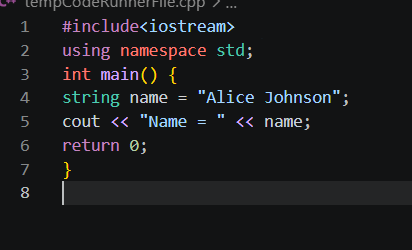 tempCodeRunnerFile.cpp > ...
1 #include<iostream>
2 using namespace std;
3 int main() {
4 string name = "Alice Johnson";
5 cout << "Name = " << name;
6 return 0;
7 }
8